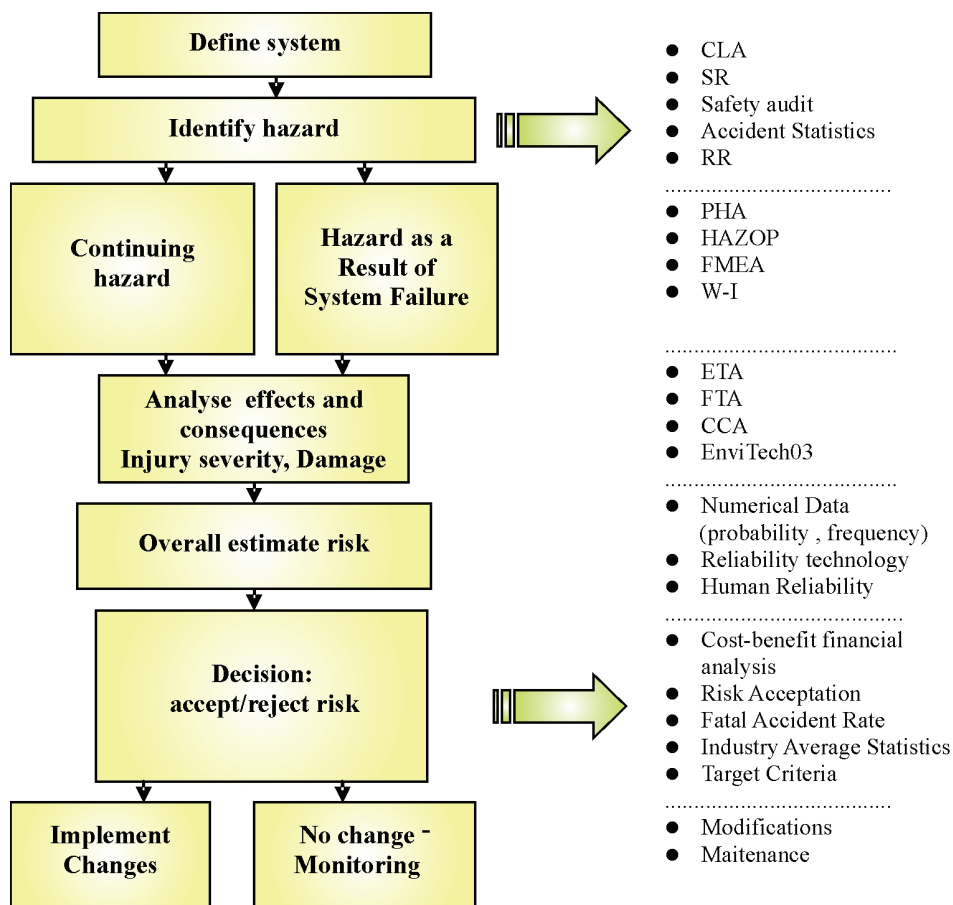 Define system
Identify hazard
Continuing
hazard
Hazard as a
Result of
System Failure
Analyse effects and
consequences
Injury severity, Damage
Overall estimate risk
Decision:
accept/reject risk
Implement
Changes
No change -
Monitoring
● CLA
● SR
● Safety audit
● Accident Statistics
● RR
........................................
● PHA
● HAZOP
● FMEA
● W-I
.........................................
● ETA
● FTA
● CCA
● EnviTech03
.........................................
● Numerical Data
(probability , frequency)
● Reliability technology
● Human Reliability
..........................................
● Cost-benefit financial
analysis
● Risk Acceptation
● Fatal Accident Rate
● Industry Average Statistics
● Target Criteria
........................................
● Modifications
● Maitenance